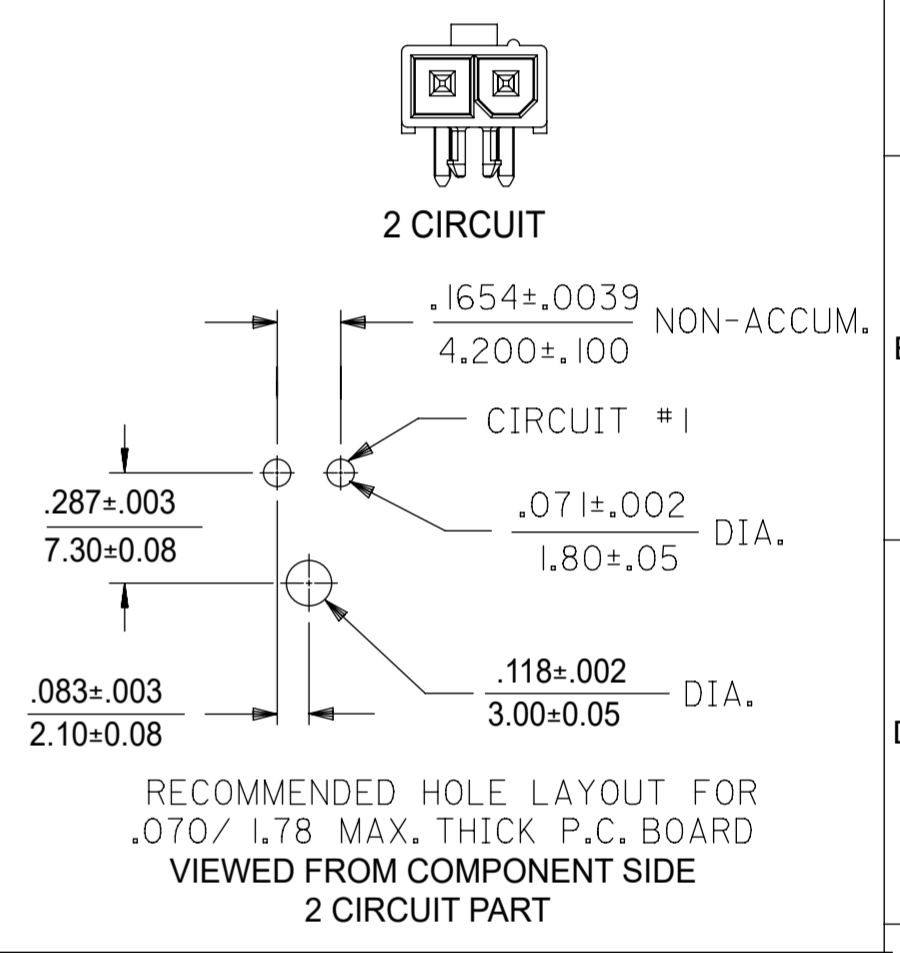 2 CIRCUIT
.1654±.0039
4.200±.100
NON-ACCUM.
CIRCUIT #1
.287±.003
7.30±0.08
.071±.002
1.80±.05
DIA.
.083±.003
2.10±0.08
.118±.002
3.00±0.05
DIA.
RECOMMENDED HOLE LAYOUT FOR
.070/ 1.78 MAX. THICK P.C. BOARD
VIEWED FROM COMPONENT SIDE
2 CIRCUIT PART